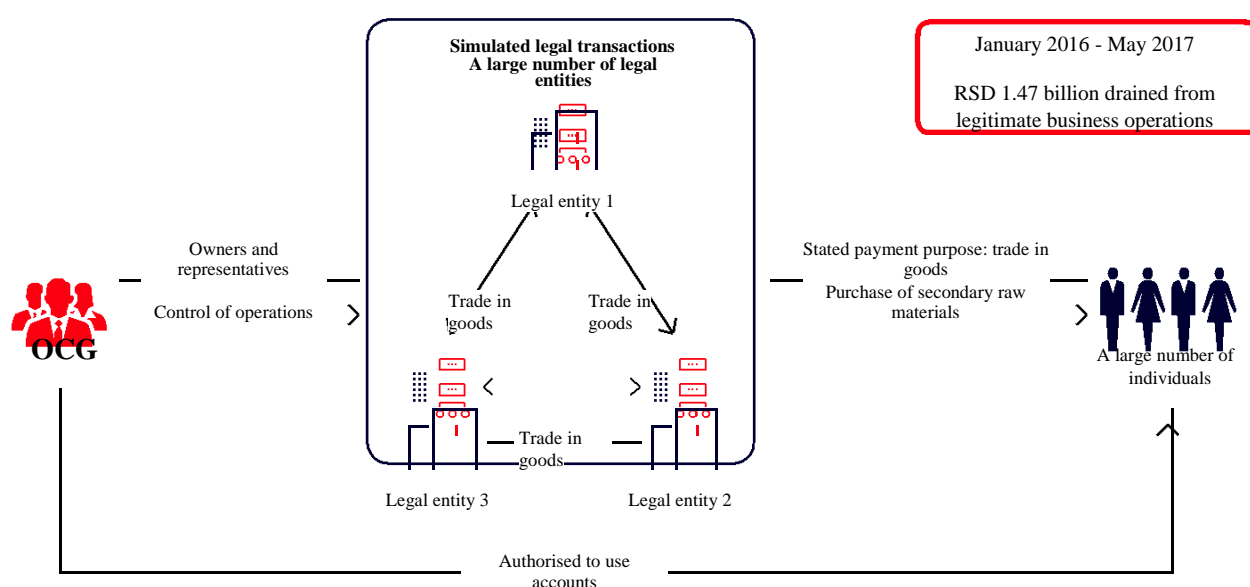 Simulated legal transactions
A large number of legal
entities
January 2016 - May 2017
RSD 1.47 billion drained from
legitimate business operations
Legal entity 1
Owners and
representatives
Control of operations
OCG
Trade in
goods
Trade in
goods
Stated payment purpose: trade in
goods
Purchase of secondary raw
materials
A large number of
individuals
Trade in
goods
Legal entity 3
Legal entity 2
Authorised to use
accounts